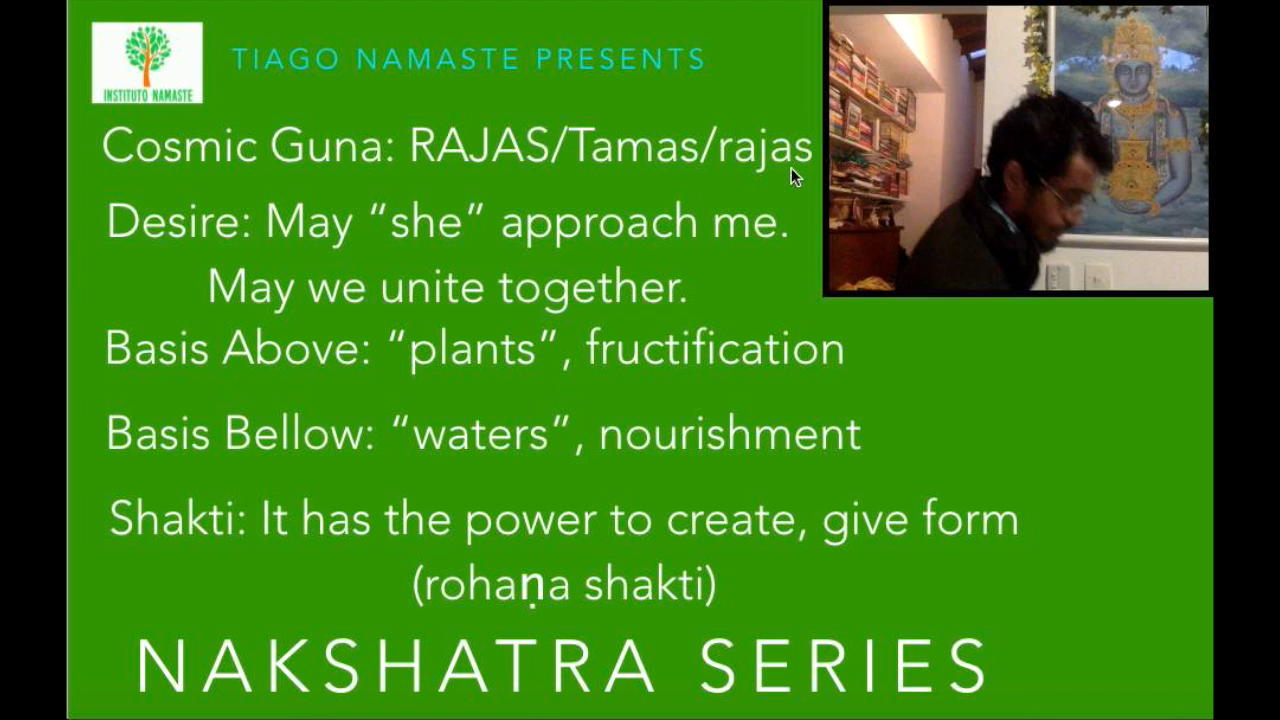 INSTITUTO NAMASTE
TIAGO NAMASTE PRESENTS
Cosmic Guna: RAJAS/Tamas/rajas
Desire: May “she” approach me.
May we unite together.
Basis Above: “plants”, fructification
Basis Bellow: “waters”, nourishment
Shakti: It has the power to create, give form
(rohaṇa shakti)
NAKSHATRA SERIES